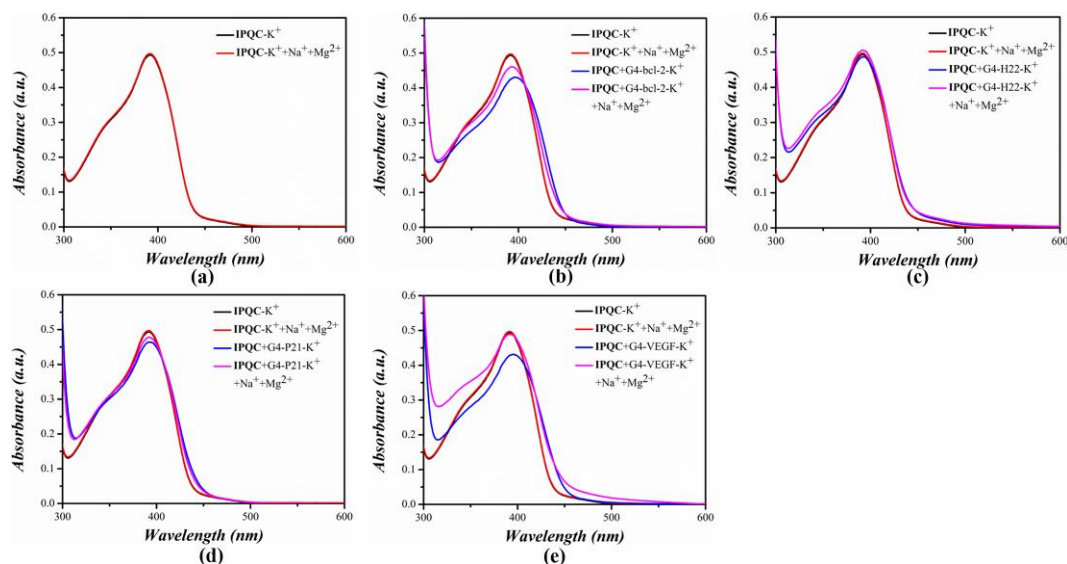 0.6
0.5
0.4
0.3
0.2
0.1
0.0
Absorbance (a.u.)
IPQC-K⁺
IPQC-K⁺+Na⁺+Mg²⁺
300 400 500 600
Wavelength (nm)
(a)
0.6
0.5
0.4
0.3
0.2
0.1
0.0
Absorbance (a.u.)
IPQC-K⁺
IPQC-K⁺+Na⁺+Mg²⁺
IPQC+G4-bcl-2-K⁺
IPQC+G4-bcl-2-K⁺
+Na⁺+Mg²⁺
300 400 500 600
Wavelength (nm)
(b)
0.6
0.5
0.4
0.3
0.2
0.1
0.0
Absorbance (a.u.)
IPQC-K⁺
IPQC-K⁺+Na⁺+Mg²⁺
IPQC+G4-H22-K⁺
IPQC+G4-H22-K⁺
+Na⁺+Mg²⁺
300 400 500 600
Wavelength (nm)
(c)
0.6
0.5
0.4
0.3
0.2
0.1
0.0
Absorbance (a.u.)
IPQC-K⁺
IPQC-K⁺+Na⁺+Mg²⁺
IPQC+G4-P21-K⁺
IPQC+G4-P21-K⁺
+Na⁺+Mg²⁺
300 400 500 600
Wavelength (nm)
(d)
0.6
0.5
0.4
0.3
0.2
0.1
0.0
Absorbance (a.u.)
IPQC-K⁺
IPQC-K⁺+Na⁺+Mg²⁺
IPQC+G4-VEGF-K⁺
IPQC+G4-VEGF-K⁺
+Na⁺+Mg²⁺
300 400 500 600
Wavelength (nm)
(e)